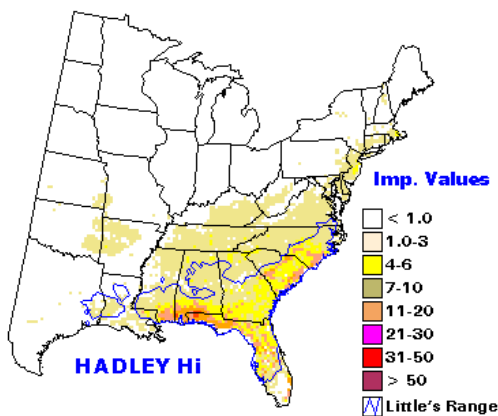 Imp. Values
< 1.0
1.0-3
4-6
7-10
11-20
21-30
31-50
> 50
Little's Range
HADLEY Hi